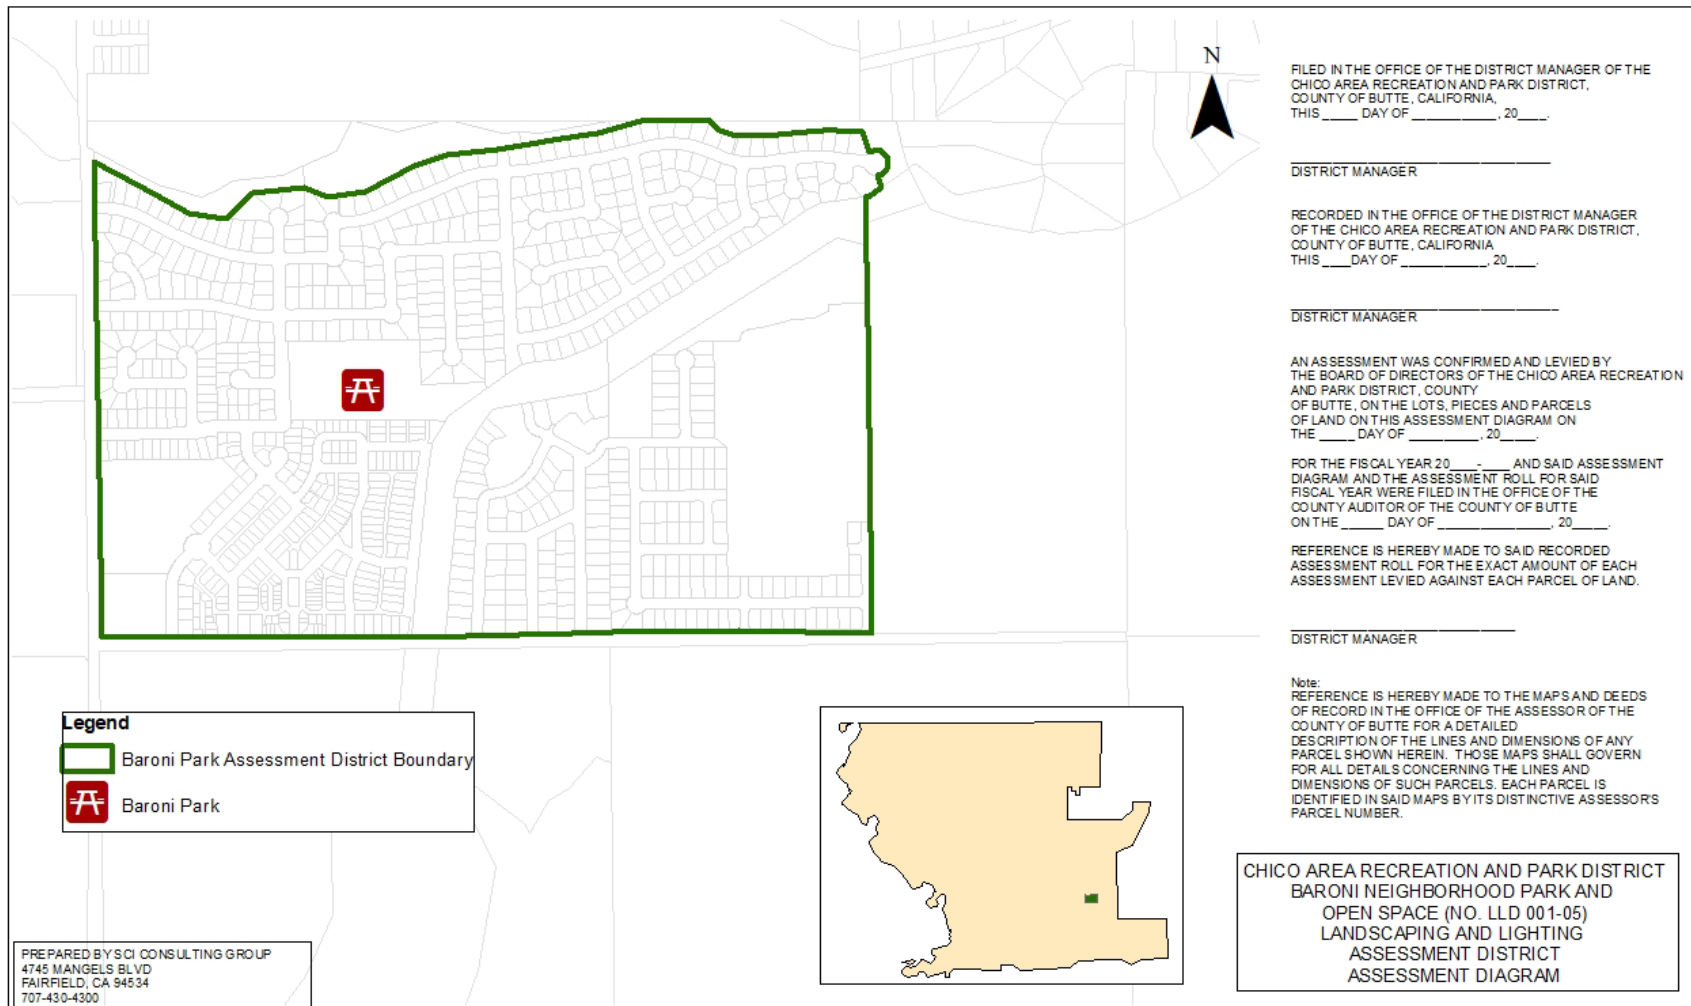 N
FILED IN THE OFFICE OF THE DISTRICT MANAGER OF THE
CHICO AREA RECREATION AND PARK DISTRICT,
COUNTY OF BUTTE, CALIFORNIA,
THIS _____ DAY OF ____________, 20____.
DISTRICT MANAGER
RECORDED IN THE OFFICE OF THE DISTRICT MANAGER
OF THE CHICO AREA RECREATION AND PARK DISTRICT,
COUNTY OF BUTTE, CALIFORNIA
THIS ____DAY OF ____________, 20____.
DISTRICT MANAGER
AN ASSESSMENT WAS CONFIRMED AND LEVIED BY
THE BOARD OF DIRECTORS OF THE CHICO AREA RECREATION
AND PARK DISTRICT, COUNTY
OF BUTTE, ON THE LOTS, PIECES AND PARCELS
OF LAND ON THIS ASSESSMENT DIAGRAM ON
THE _____ DAY OF __________, 20_____.
FOR THE FISCAL YEAR 20____-____ AND SAID ASSESSMENT
DIAGRAM AND THE ASSESSMENT ROLL FOR SAID
FISCAL YEAR WERE FILED IN THE OFFICE OF THE
COUNTY AUDITOR OF THE COUNTY OF BUTTE
ON THE ______ DAY OF ________________, 20_____.
REFERENCE IS HEREBY MADE TO SAID RECORDED
ASSESSMENT ROLL FOR THE EXACT AMOUNT OF EACH
ASSESSMENT LEVIED AGAINST EACH PARCEL OF LAND.
DISTRICT MANAGER
Note:
REFERENCE IS HEREBY MADE TO THE MAPS AND DEEDS
OF RECORD IN THE OFFICE OF THE ASSESSOR OF THE
COUNTY OF BUTTE FOR A DETAILED
DESCRIPTION OF THE LINES AND DIMENSIONS OF ANY
PARCEL SHOWN HEREIN. THOSE MAPS SHALL GOVERN
FOR ALL DETAILS CONCERNING THE LINES AND
DIMENSIONS OF SUCH PARCELS. EACH PARCEL IS
IDENTIFIED IN SAID MAPS BY ITS DISTINCTIVE ASSESSOR'S
PARCEL NUMBER.
Legend
Baroni Park Assessment District Boundary
Baroni Park
CHICO AREA RECREATION AND PARK DISTRICT
BARONI NEIGHBORHOOD PARK AND
OPEN SPACE (NO. LLD 001-05)
LANDSCAPING AND LIGHTING
ASSESSMENT DISTRICT
ASSESSMENT DIAGRAM
PREPARED BY SCI CONSULTING GROUP
4745 MANGELS BLVD
FAIRFIELD, CA 94534
707-430-4300